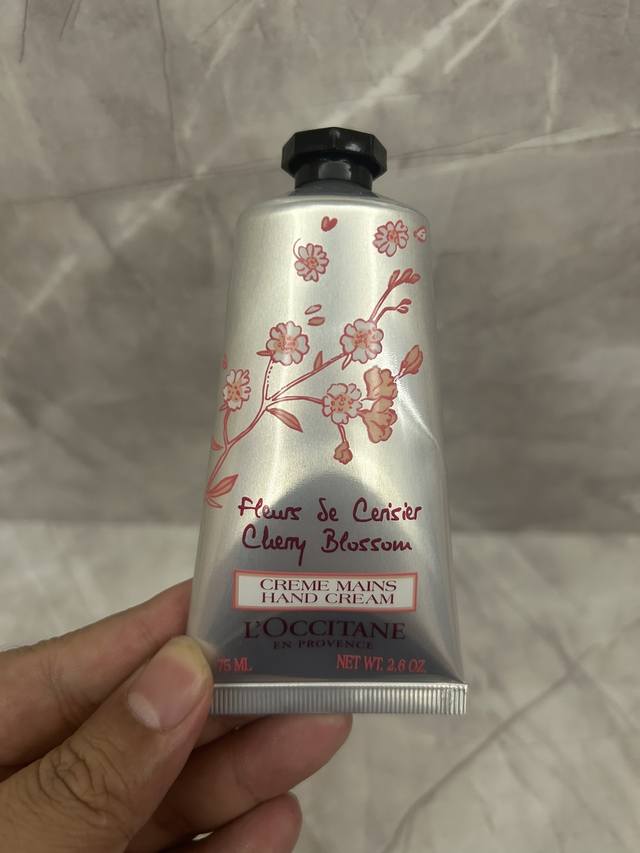 Fleurs de Cerisier
Cherry Blossom
CREME MAINS
HAND CREAM
L'OCCITANE
EN PROVENCE
75 ML NET WT. 2.6 OZ.